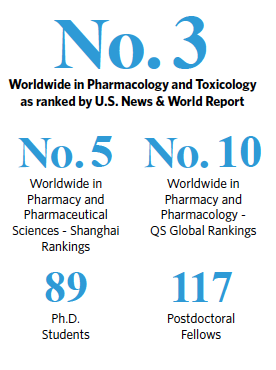 No. 3
Worldwide in Pharmacology and Toxicology
as ranked by U.S. News & World Report
No. 5
Worldwide in
Pharmacy and
Pharmaceutical
Sciences - Shanghai
Rankings
No. 10
Worldwide in
Pharmacy and
Pharmacology -
QS Global Rankings
89
Ph.D.
Students
117
Postdoctoral
Fellows